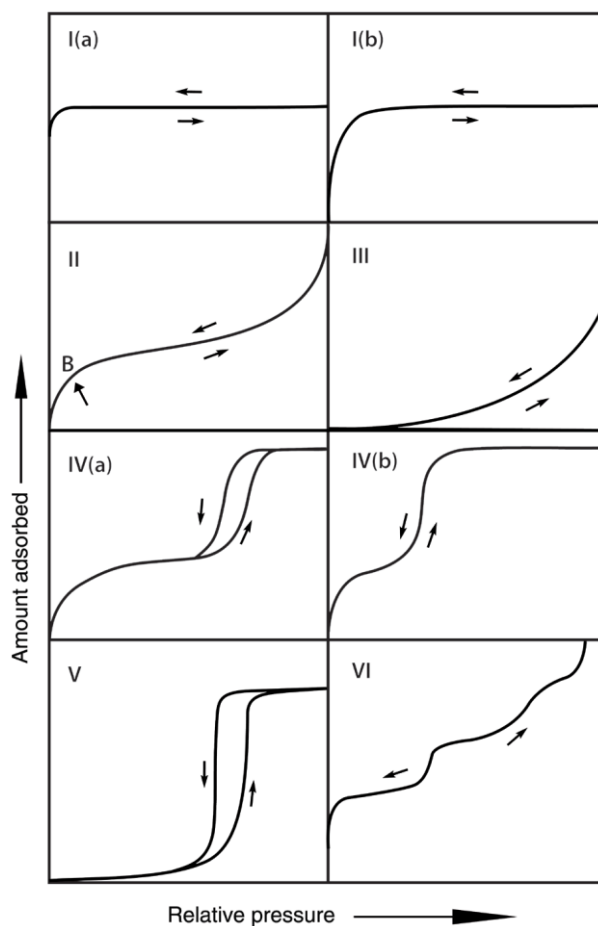 I(a)
I(b)
II
III
B
IV(a)
IV(b)
V
VI
Amount adsorbed
Relative pressure